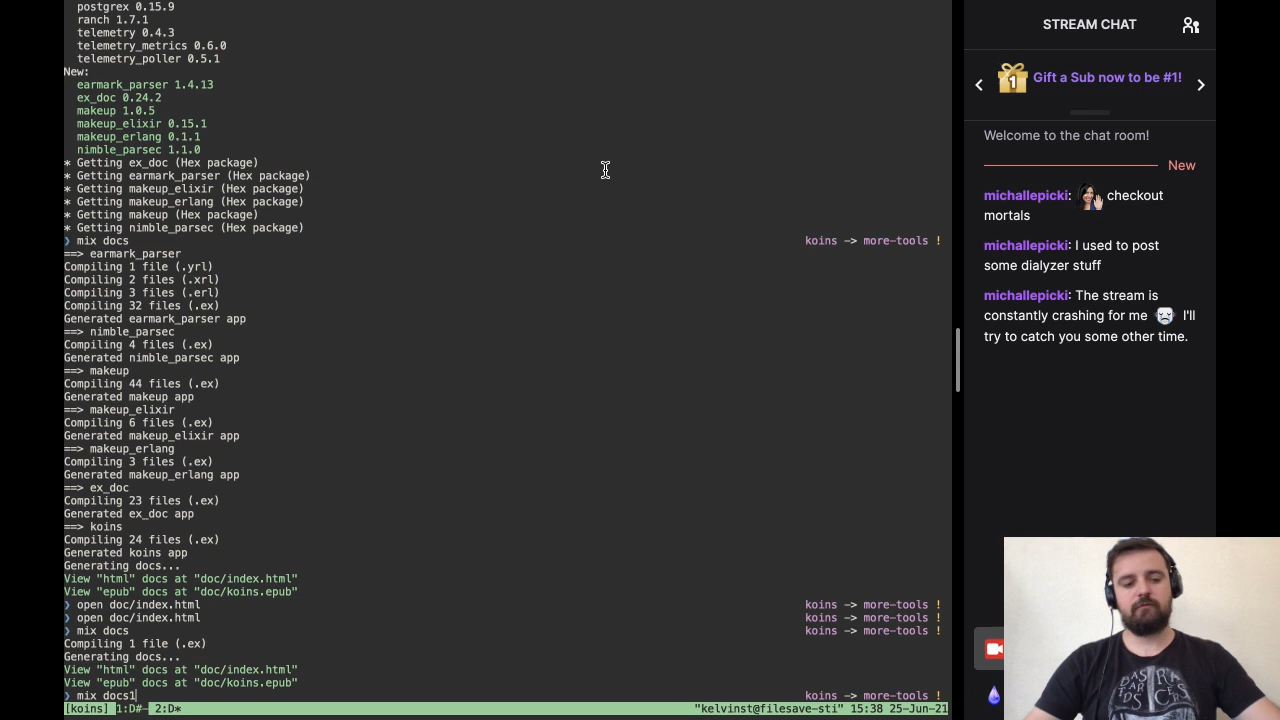 postgrex 0.15.9
ranch 1.7.1
telemetry 0.4.3
telemetry_metrics 0.6.0
telemetry_poller 0.5.1
New:
earmark_parser 1.4.13
ex_doc 0.24.2
makeup 1.0.5
makeup_elixir 0.15.1
makeup_erlang 0.1.1
nimble_parsec 1.1.0
* Getting ex_doc (Hex package)
* Getting earmark_parser (Hex package)
* Getting makeup_elixir (Hex package)
* Getting makeup_erlang (Hex package)
* Getting makeup (Hex package)
* Getting nimble_parsec (Hex package)
❯ mix docs koins -> more-tools !
==> earmark_parser
Compiling 1 file (.yrl)
Compiling 2 files (.xrl)
Compiling 3 files (.erl)
Compiling 32 files (.ex)
Generated earmark_parser app
==> nimble_parsec
Compiling 4 files (.ex)
Generated nimble_parsec app
==> makeup
Compiling 44 files (.ex)
Generated makeup app
==> makeup_elixir
Compiling 6 files (.ex)
Generated makeup_elixir app
==> makeup_erlang
Compiling 3 files (.ex)
Generated makeup_erlang app
==> ex_doc
Compiling 23 files (.ex)
Generated ex_doc app
==> koins
Compiling 24 files (.ex)
Generated koins app
Generating docs...
View "html" docs at "doc/index.html"
View "epub" docs at "doc/koins.epub"
❯ open doc/index.html koins -> more-tools !
❯ open doc/index.html koins -> more-tools !
❯ mix docs koins -> more-tools !
Compiling 1 file (.ex)
Generating docs...
View "html" docs at "doc/index.html"
View "epub" docs at "doc/koins.epub"
❯ mix docs1 koins -> more-tools !
[koins] 1:D#- 2:D* "kelvinst@filesave-sti" 15:38 25-Jun-21
STREAM CHAT
1 Gift a Sub now to be #1!
Welcome to the chat room!
New
michallepicki: checkout
mortals
michallepicki: I used to post
some dialyzer stuff
michallepicki: The stream is
constantly crashing for me I'll
try to catch you some other time.